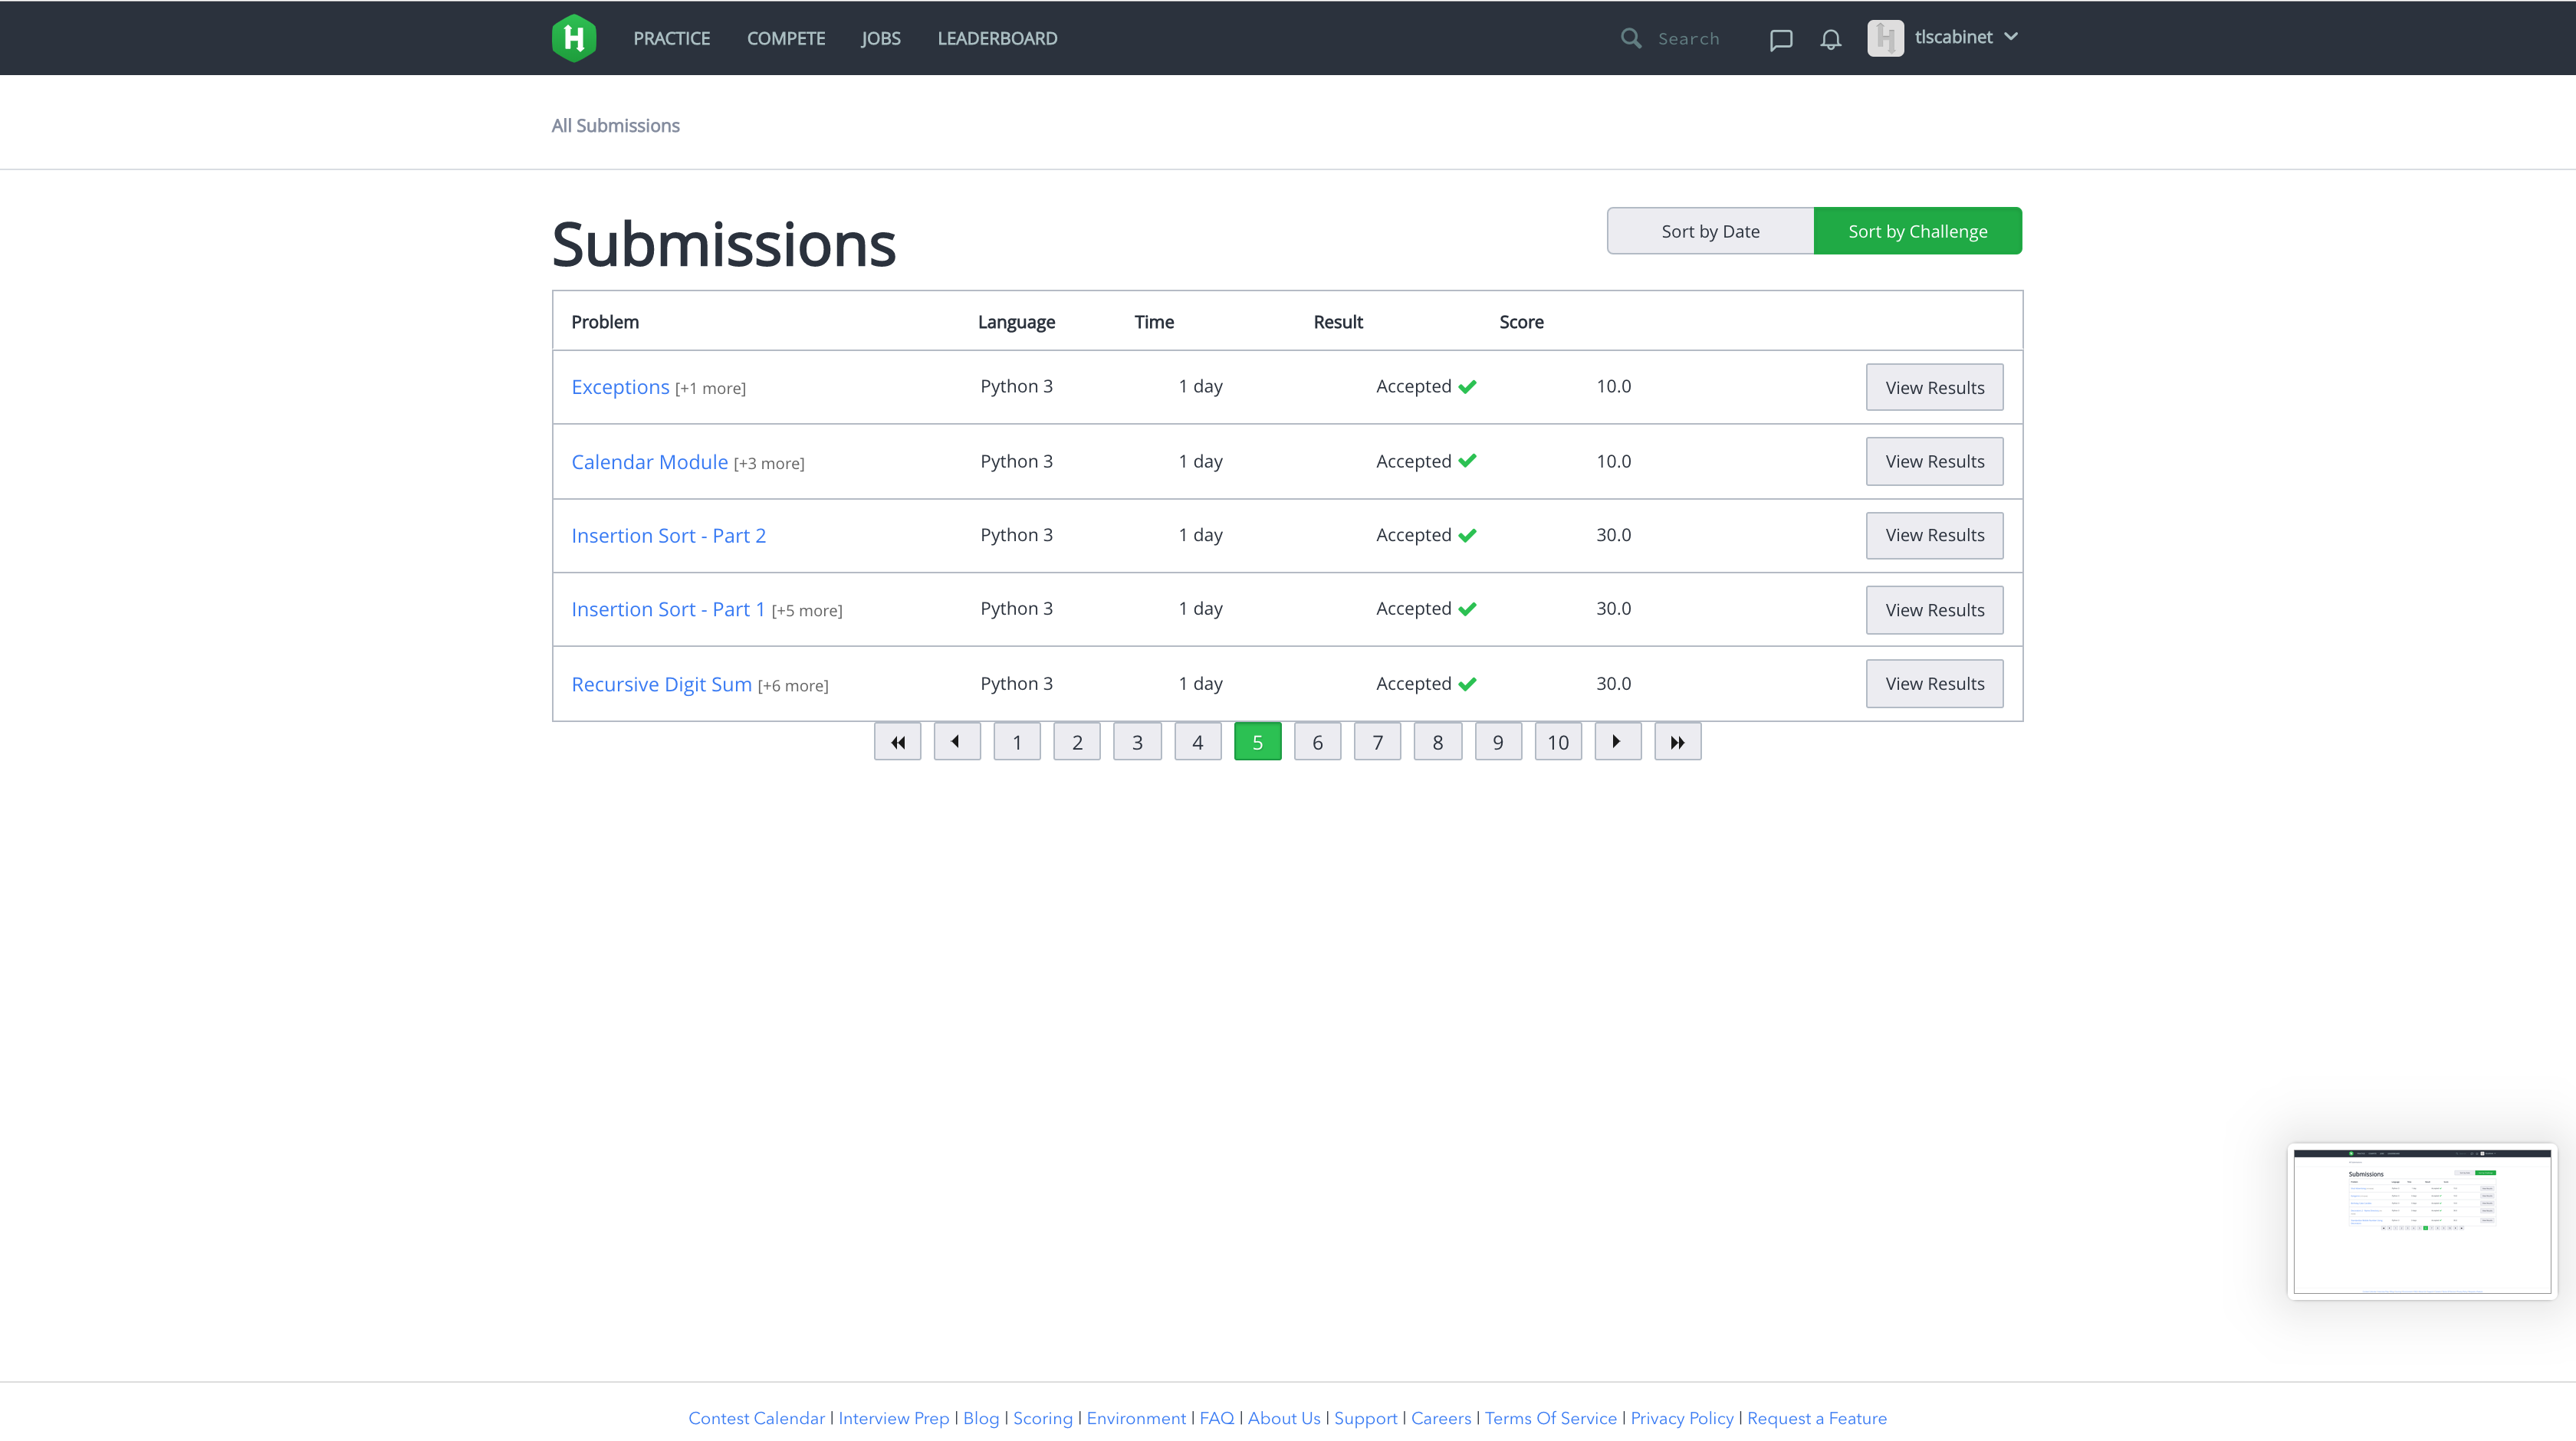 PRACTICE COMPETE JOBS LEADERBOARD Search tlscabinet
All Submissions
Submissions Sort by Date Sort by Challenge
Problem Language Time Result Score
Exceptions [+1 more] Python 3 1 day Accepted 10.0 View Results
Calendar Module [+3 more] Python 3 1 day Accepted 10.0 View Results
Insertion Sort - Part 2 Python 3 1 day Accepted 30.0 View Results
Insertion Sort - Part 1 [+5 more] Python 3 1 day Accepted 30.0 View Results
Recursive Digit Sum [+6 more] Python 3 1 day Accepted 30.0 View Results
1 2 3 4 5 6 7 8 9 10
Submissions
Contest Calendar | Interview Prep | Blog | Scoring | Environment | FAQ | About Us | Support | Careers | Terms Of Service | Privacy Policy | Request a Feature